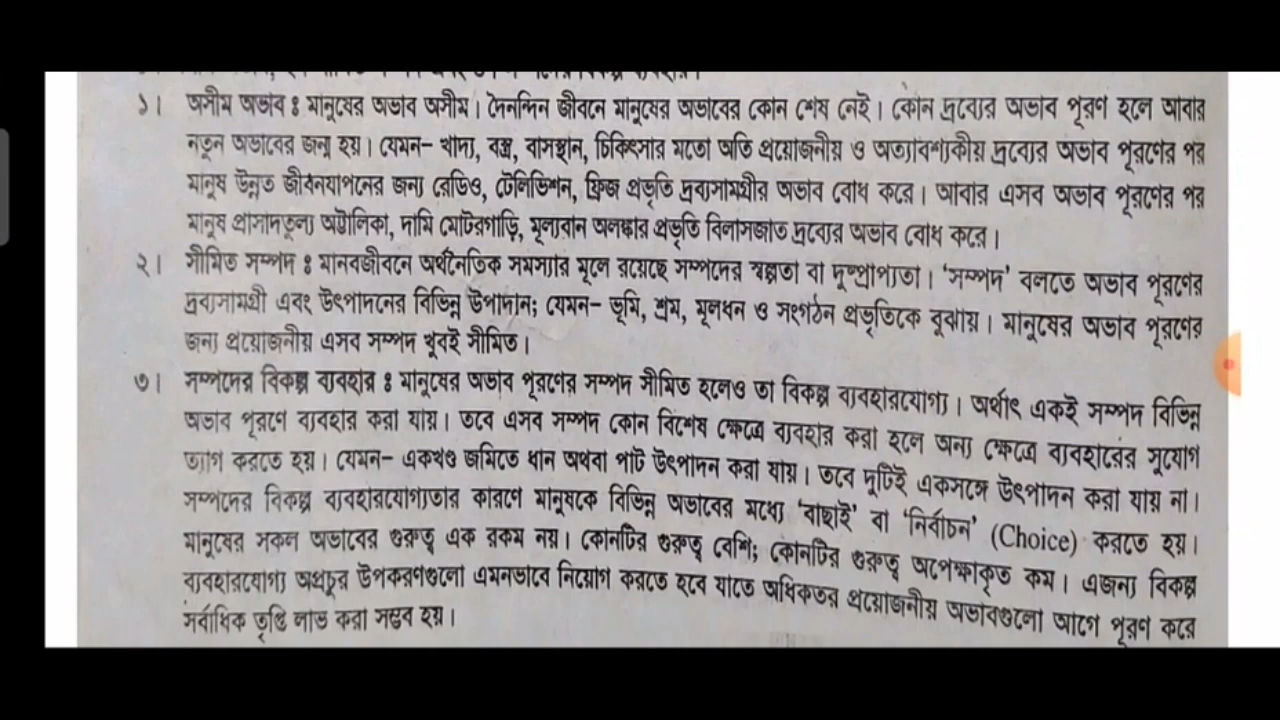 ১। অসীম অভাব ঃ মানুষের অভাব অসীম। দৈনন্দিন জীবনে মানুষের অভাবের কোন শেষ নেই। কোন দ্রব্যের অভাব পূরণ হলে আবার
নতুন অভাবের জন্ম হয়। যেমন- খাদ্য, বস্ত্র, বাসস্থান, চিকিৎসার মতো অতি প্রয়োজনীয় ও অত্যাবশ্যকীয় দ্রব্যের অভাব পূরণের পর
মানুষ উন্নত জীবনযাপনের জন্য রেডিও, টেলিভিশন, ফ্রিজ প্রভৃতি দ্রব্যসামগ্রীর অভাব বোধ করে। আবার এসব অভাব পূরণের পর
মানুষ প্রাসাদতুল্য অট্টালিকা, দামি মোটরগাড়ি, মূল্যবান অলঙ্কার প্রভৃতি বিলাসজাত দ্রব্যের অভাব বোধ করে।
২। সীমিত সম্পদ ঃ মানবজীবনে অর্থনৈতিক সমস্যার মূলে রয়েছে সম্পদের স্বল্পতা বা দুষ্প্রাপ্যতা। ‘সম্পদ’ বলতে অভাব পূরণের
দ্রব্যসামগ্রী এবং উৎপাদনের বিভিন্ন উপাদান; যেমন- ভূমি, শ্রম, মূলধন ও সংগঠন প্রভৃতিকে বুঝায়। মানুষের অভাব পূরণের
জন্য প্রয়োজনীয় এসব সম্পদ খুবই সীমিত।
৩। সম্পদের বিকল্প ব্যবহার ঃ মানুষের অভাব পূরণের সম্পদ সীমিত হলেও তা বিকল্প ব্যবহারযোগ্য। অর্থাৎ একই সম্পদ বিভিন্ন
অভাব পূরণে ব্যবহার করা যায়। তবে এসব সম্পদ কোন বিশেষ ক্ষেত্রে ব্যবহার করা হলে অন্য ক্ষেত্রে ব্যবহারের সুযোগ
ত্যাগ করতে হয়। যেমন- একখণ্ড জমিতে ধান অথবা পাট উৎপাদন করা যায়। তবে দুটিই একসঙ্গে উৎপাদন করা যায় না।
সম্পদের বিকল্প ব্যবহারযোগ্যতার কারণে মানুষকে বিভিন্ন অভাবের মধ্যে ‘বাছাই’ বা ‘নির্বাচন’ (Choice) করতে হয়।
মানুষের সকল অভাবের গুরুত্ব এক রকম নয়। কোনটির গুরুত্ব বেশি; কোনটির গুরুত্ব অপেক্ষাকৃত কম। এজন্য বিকল্প
ব্যবহারযোগ্য অপ্রচুর উপকরণগুলো এমনভাবে নিয়োগ করতে হবে যাতে অধিকতর প্রয়োজনীয় অভাবগুলো আগে পূরণ করে
সর্বাধিক তৃপ্তি লাভ করা সম্ভব হয়।